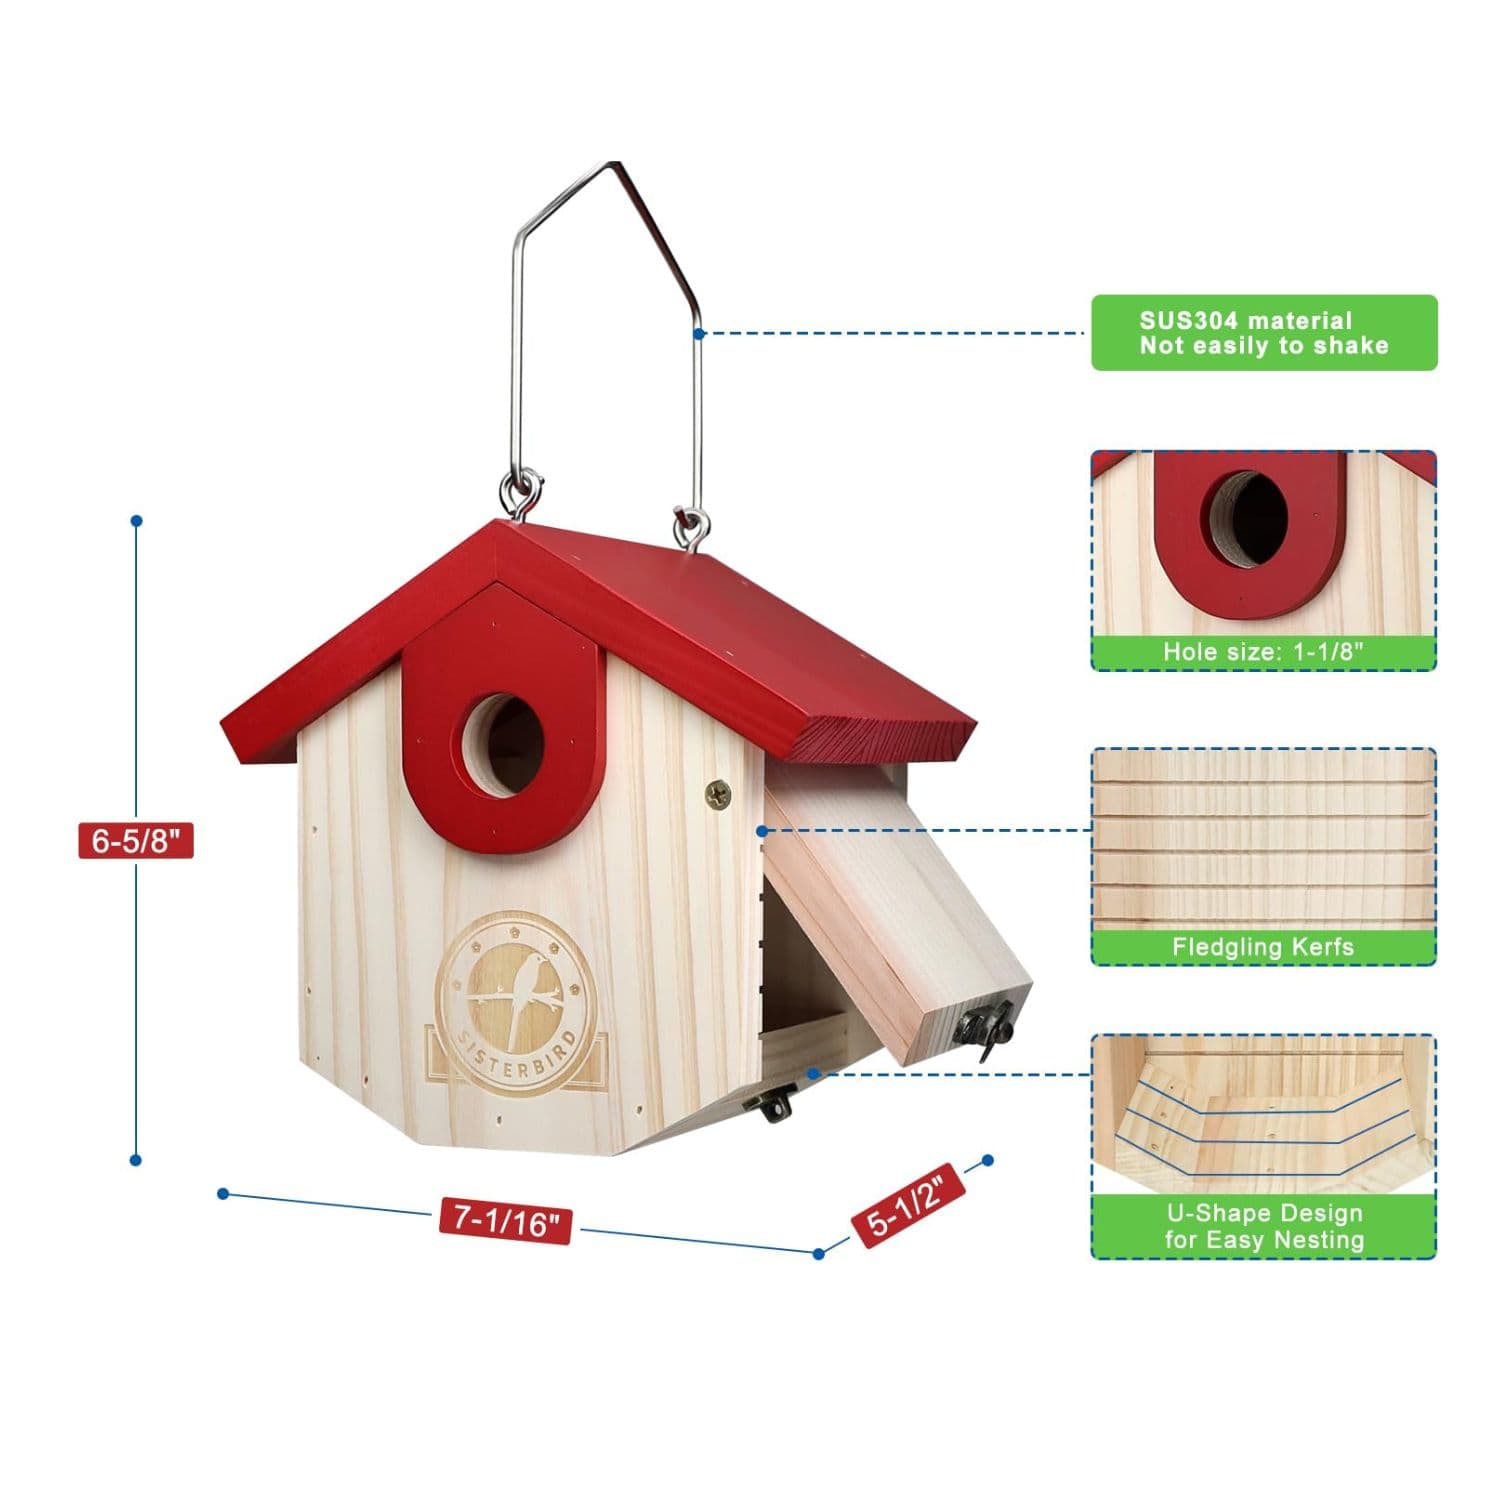 SUS304 material
Not easily to shake
Hole size: 1-1/8"
6-5/8"
Fledgling Kerfs
SISTERBIRD
7-1/16"
5-1/2"
U-Shape Design
for Easy Nesting